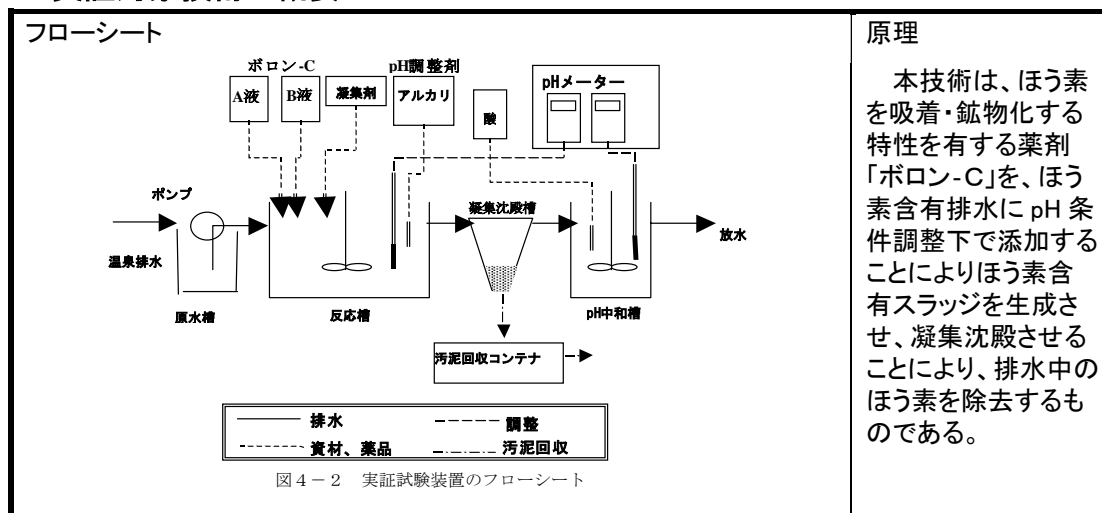 フローシート
ボロン-C
pH調整剤
A液
B液
凝集剤
アルカリ
酸
pHメーター
ポンプ
温泉排水
原水槽
反応槽
凝集沈殿槽
pH中和槽
放水
汚泥回収コンテナ
排水
調整
資材、薬品
汚泥回収
図4-2 実証試験装置のフローシート
原理
本技術は、ほう素
を吸着・鉱物化する
特性を有する薬剤
「ボロン-C」を、ほう
素含有排水に pH 条
件調整下で添加する
ことによりほう素含
有スラッジを生成さ
せ、凝集沈殿させる
ことにより、排水中の
ほう素を除去するも
のである。